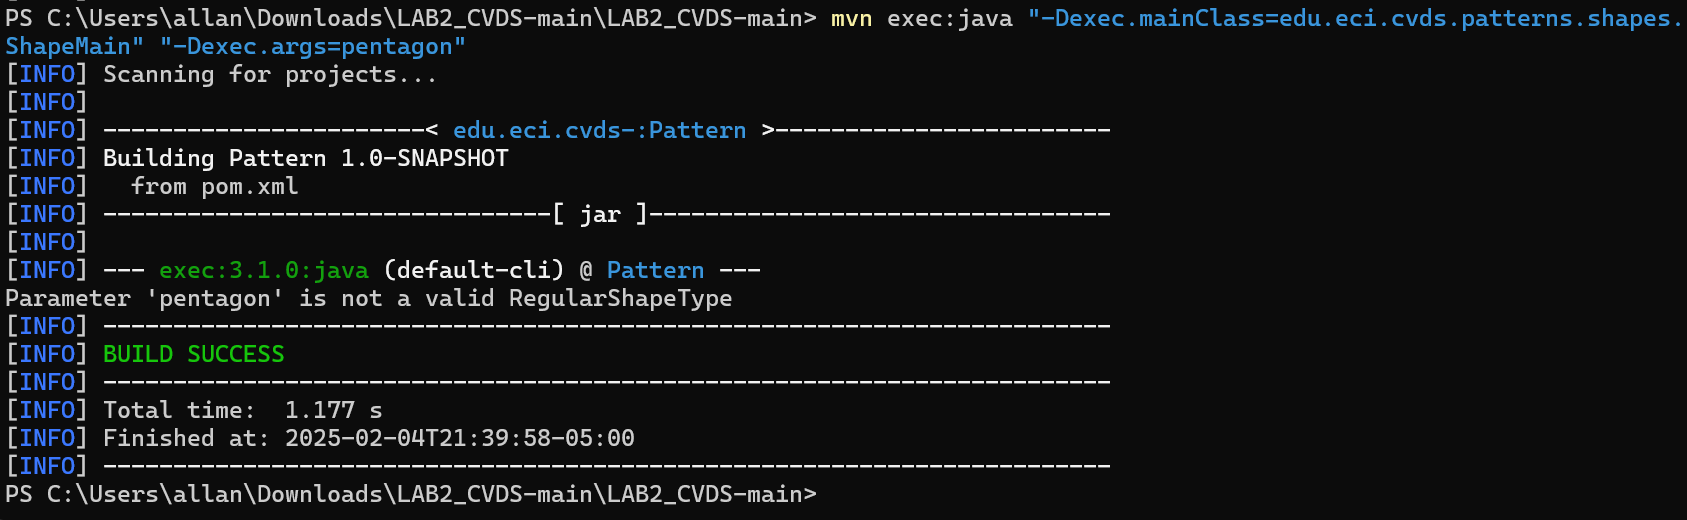 PS C:\Users\allan\Downloads\LAB2_CVDS-main\LAB2_CVDS-main> mvn exec:java "-Dexec.mainClass=edu.eci.cvds.patterns.shapes.
ShapeMain" "-Dexec.args=pentagon"
[INFO] Scanning for projects...
[INFO]
[INFO] -----------------------< edu.eci.cvds-:Pattern >------------------------
[INFO] Building Pattern 1.0-SNAPSHOT
[INFO]   from pom.xml
[INFO] --------------------------------[ jar ]---------------------------------
[INFO]
[INFO] --- exec:3.1.0:java (default-cli) @ Pattern ---
Parameter 'pentagon' is not a valid RegularShapeType
[INFO] ------------------------------------------------------------------------
[INFO] BUILD SUCCESS
[INFO] ------------------------------------------------------------------------
[INFO] Total time:  1.177 s
[INFO] Finished at: 2025-02-04T21:39:58-05:00
[INFO] ------------------------------------------------------------------------
PS C:\Users\allan\Downloads\LAB2_CVDS-main\LAB2_CVDS-main>